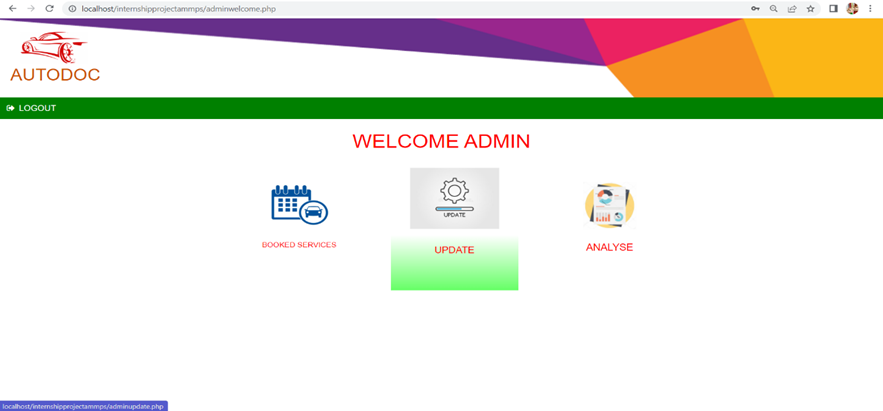 localhost/internshipprojectammps/adminwelcome.php
AUTODOC
LOGOUT
WELCOME ADMIN
UPDATE
BOOKED SERVICES
UPDATE
ANALYSE
localhost/internshipprojectammps/adminupdate.php